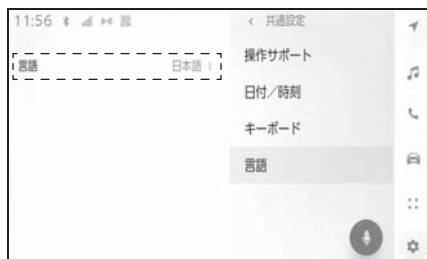 11:56
言語 日本語
共通設定
操作サポート
日付/時刻
キーボード
言語